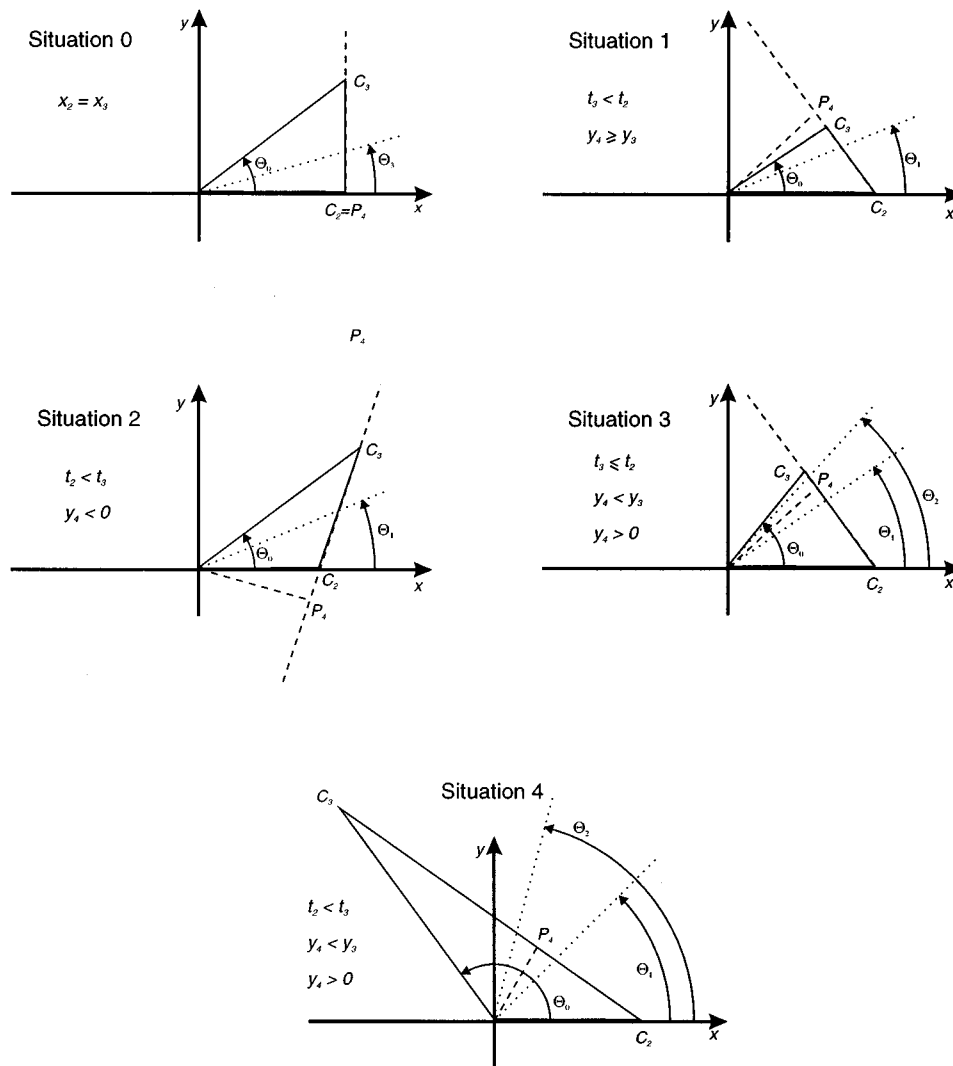 Situation 0
x₂ = x₃
y
C₃
Θ₀
Θ₁
C₂=P₄
x
Situation 1
t₃ < t₂
y₄ ⩾ y₃
y
P₄
C₃
Θ₀
Θ₁
C₂
x
P₄
Situation 2
t₂ < t₃
y₄ < 0
y
C₃
Θ₀
Θ₁
C₂
x
P₄
Situation 3
t₃ ⩽ t₂
y₄ < y₃
y₄ > 0
y
C₃
P₄
Θ₂
Θ₁
Θ₀
C₂
x
Situation 4
C₃
t₂ < t₃
y₄ < y₃
y₄ > 0
y
Θ₂
P₄
Θ₁
Θ₀
C₂
x